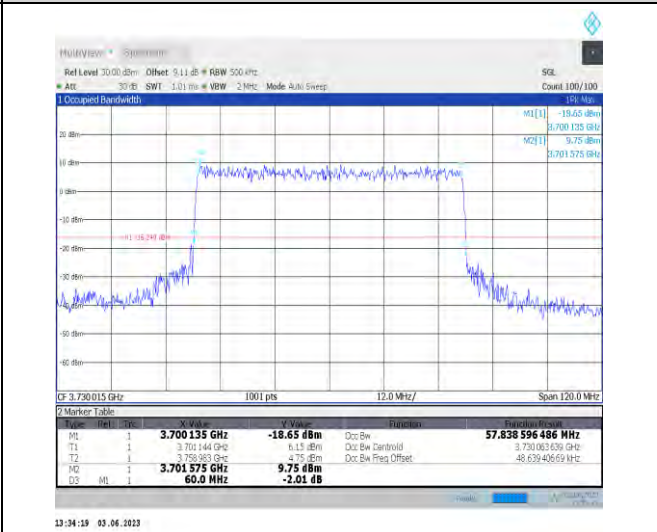 MultiView Spectrum
Ref Level 30.00 dBm Offset 9.11 dB RBW 500 kHz SGL
Att 30 dB SWT 1.01 ms VBW 2 MHz Mode Auto Sweep Count 100/100
1 Occupied Bandwidth 1Pk Max
M1[1] -18.65 dBm
3.700 135 GHz
M2[1] 9.75 dBm
3.701 575 GHz
20 dBm
10 dBm
0 dBm
-10 dBm
-20 dBm
-30 dBm
-40 dBm
-50 dBm
-60 dBm
CF 3.730 015 GHz 1001 pts 12.0 MHz/ Span 120.0 MHz
2 Marker Table
Type Ref Trc X-Value Y-Value Function Function Result
M1 1 3.700 135 GHz -18.65 dBm Occ Bw 57.838 596 486 MHz
T1 1 3.701 144 GHz 6.15 dBm Occ Bw Centroid 3.730 063 639 GHz
T2 1 3.758 983 GHz 4.75 dBm Occ Bw Freq Offset 48.639 406 69 kHz
M2 1 3.701 575 GHz 9.75 dBm
D3 M1 1 60.0 MHz -2.01 dB
13:34:19 03.06.2023